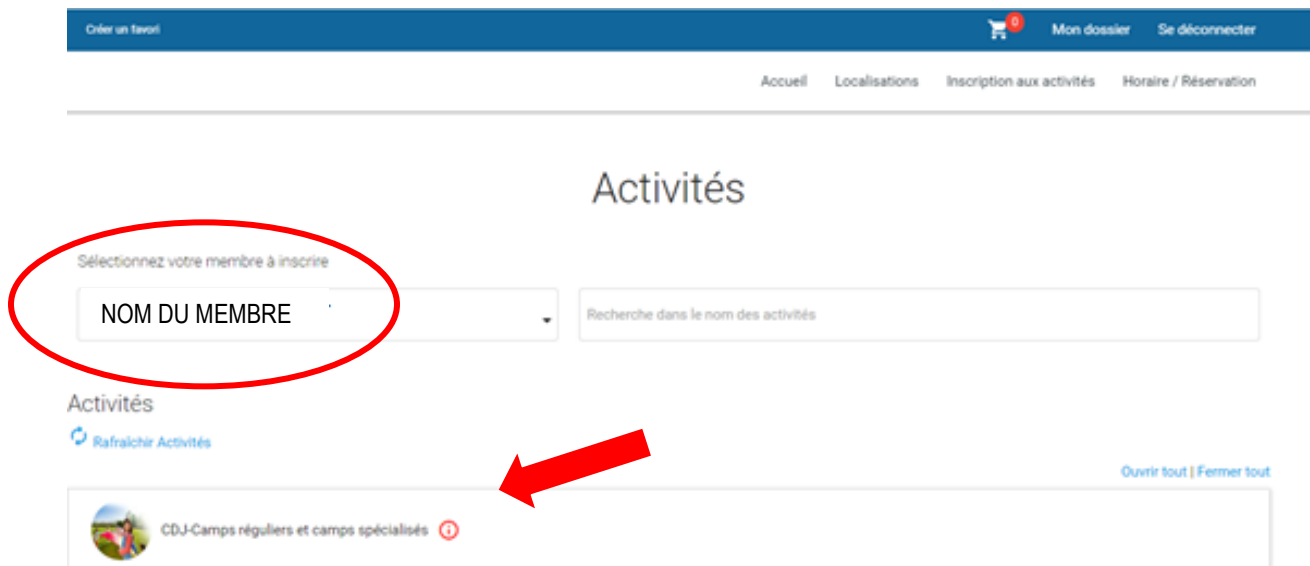 Créer un favori
0
Mon dossier
Se déconnecter
Accueil
Localisations
Inscription aux activités
Horaire / Réservation
Activités
Sélectionnez votre membre à inscrire
NOM DU MEMBRE
Recherche dans le nom des activités
Activités
Rafraîchir Activités
Ouvrir tout | Fermer tout
CDJ-Camps réguliers et camps spécialisés